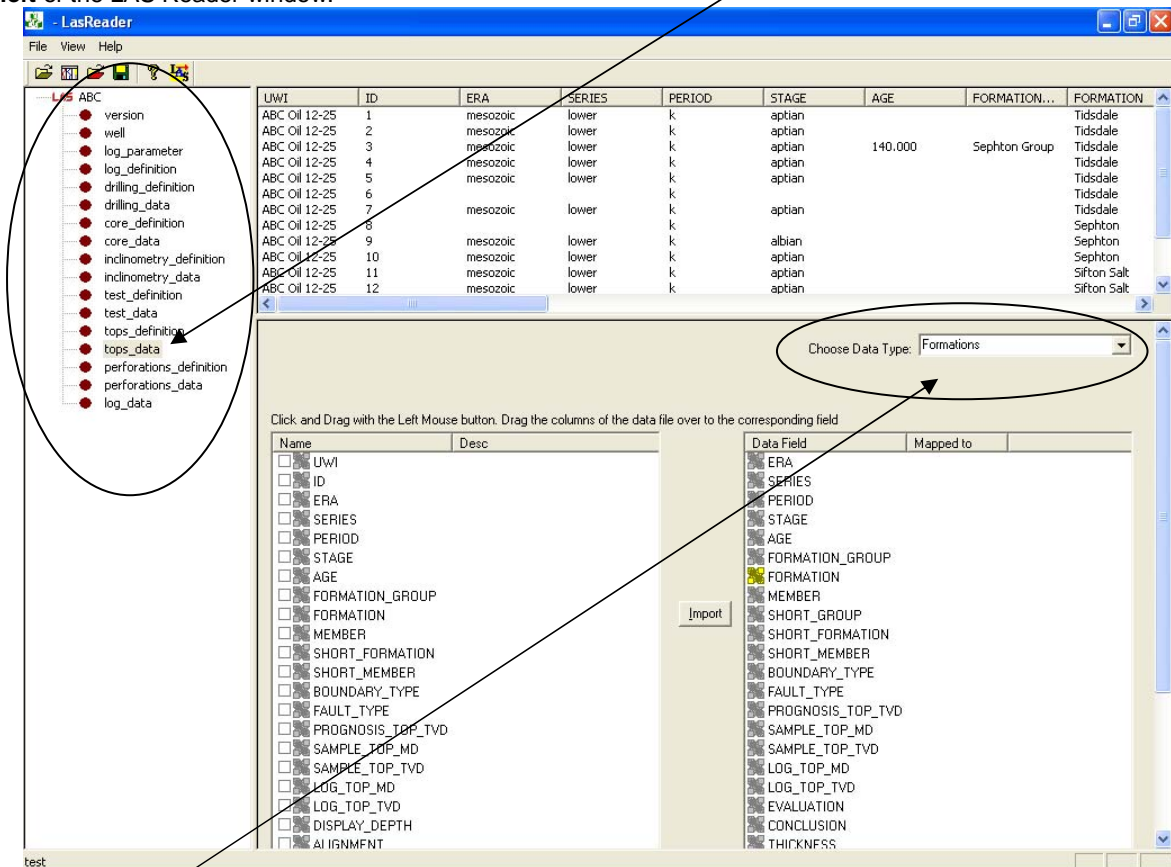 of the LAS Reader window.
- LasReader
File View Help
LAS ABC
version
well
log_parameter
log_definition
drilling_definition
drilling_data
core_definition
core_data
inclinometry_definition
inclinometry_data
test_definition
test_data
tops_definition
tops_data
perforations_definition
perforations_data
log_data
UWI ID ERA SERIES PERIOD STAGE AGE FORMATION... FORMATION
ABC Oil 12-25 1 mesozoic lower k aptian Tidsdale
ABC Oil 12-25 2 mesozoic lower k aptian Tidsdale
ABC Oil 12-25 3 mesozoic lower k aptian 140.000 Sephton Group Tidsdale
ABC Oil 12-25 4 mesozoic lower k aptian Tidsdale
ABC Oil 12-25 5 mesozoic lower k aptian Tidsdale
ABC Oil 12-25 6 k Tidsdale
ABC Oil 12-25 7 mesozoic lower k aptian Tidsdale
ABC Oil 12-25 8 k Sephton
ABC Oil 12-25 9 mesozoic lower k albian Sephton
ABC Oil 12-25 10 mesozoic lower k aptian Sephton
ABC Oil 12-25 11 mesozoic lower k aptian Sifton Salt
ABC Oil 12-25 12 mesozoic lower k aptian Sifton Salt
Choose Data Type: Formations
Click and Drag with the Left Mouse button. Drag the columns of the data file over to the corresponding field
Name Desc
UWI
ID
ERA
SERIES
PERIOD
STAGE
AGE
FORMATION_GROUP
FORMATION
MEMBER
SHORT_FORMATION
SHORT_MEMBER
BOUNDARY_TYPE
FAULT_TYPE
PROGNOSIS_TOP_TVD
SAMPLE_TOP_MD
SAMPLE_TOP_TVD
LOG_TOP_MD
LOG_TOP_TVD
DISPLAY_DEPTH
ALIGNMENT
Import
Data Field Mapped to
ERA
SERIES
PERIOD
STAGE
AGE
FORMATION_GROUP
FORMATION
MEMBER
SHORT_GROUP
SHORT_FORMATION
SHORT_MEMBER
BOUNDARY_TYPE
FAULT_TYPE
PROGNOSIS_TOP_TVD
SAMPLE_TOP_MD
SAMPLE_TOP_TVD
LOG_TOP_MD
LOG_TOP_TVD
EVALUATION
CONCLUSION
THICKNESS
test